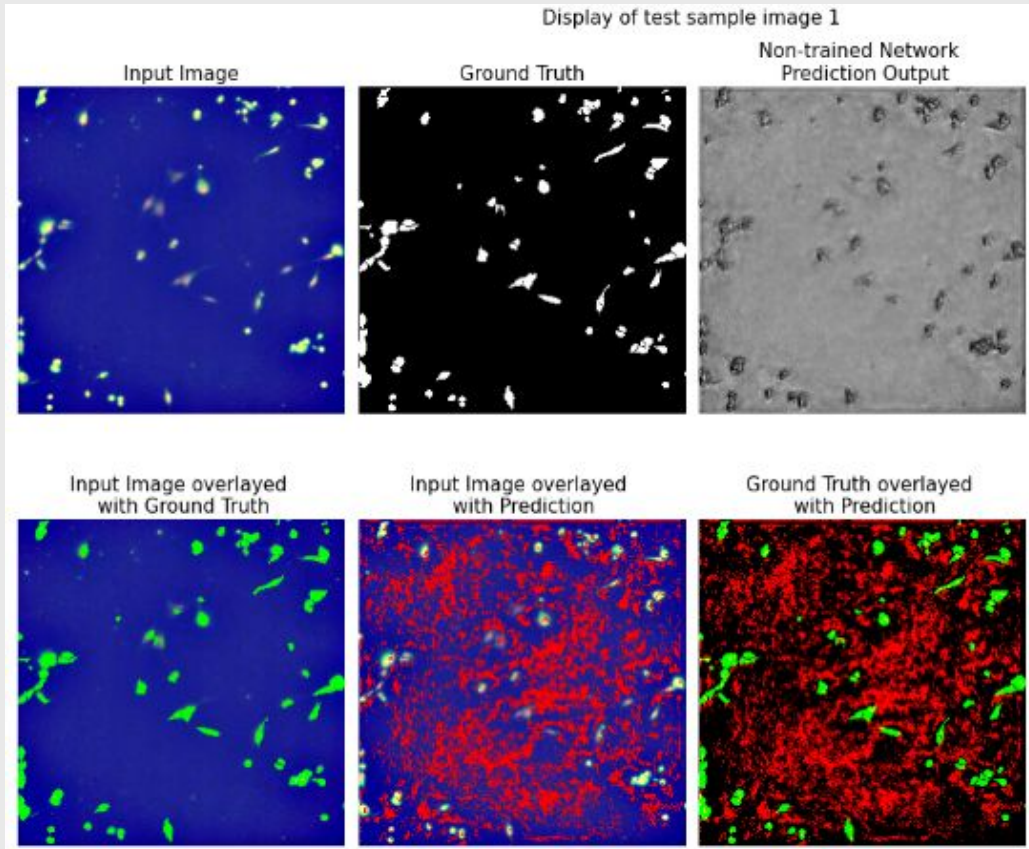 Display of test sample image 1
Input Image
Ground Truth
Non-trained Network
Prediction Output
Input Image overlayed
with Ground Truth
Input Image overlayed
with Prediction
Ground Truth overlayed
with Prediction